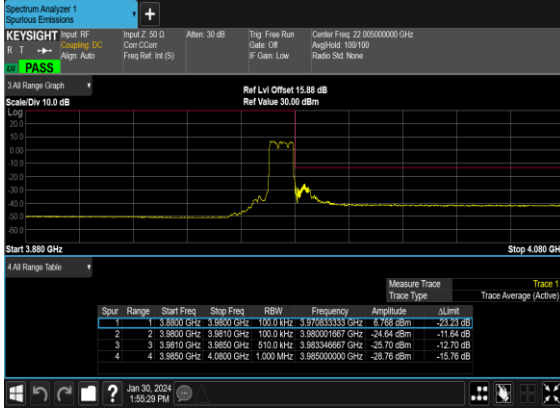 Spectrum Analyzer 1
Spurious Emissions
+
KEYSIGHT Input: RF Input Z: 50 Ω Atten: 30 dB Trig: Free Run Center Freq: 22.005000000 GHz
R T Coupling: DC Corr CCorr Gate: Off Avg|Hold: 100/100
Align: Auto Freq Ref: Int (S) IF Gain: Low Radio Std: None
LXI PASS
3 All Range Graph
Ref Lvl Offset 15.88 dB
Scale/Div 10.0 dB Ref Value 30.00 dBm
Log
20.0
10.0
0.00
-10.0
-20.0
-30.0
-40.0
-50.0
-60.0
Start 3.880 GHz Stop 4.080 GH
4 All Range Table
Measure Trace Trace 1
Trace Type Trace Average (Active)
Spur Range Start Freq Stop Freq RBW Frequency Amplitude ΔLimit
1 1 3.8800 GHz 3.9800 GHz 100.0 kHz 3.970833333 GHz 6.768 dBm -23.23 dB
2 2 3.9800 GHz 3.9810 GHz 100.0 kHz 3.980001667 GHz -24.64 dBm -11.64 dB
3 3 3.9810 GHz 3.9850 GHz 510.0 kHz 3.983346667 GHz -25.70 dBm -12.70 dB
4 4 3.9850 GHz 4.0800 GHz 1.000 MHz 3.985000000 GHz -28.76 dBm -15.76 dB
? Jan 30, 2024
1:55:29 PM